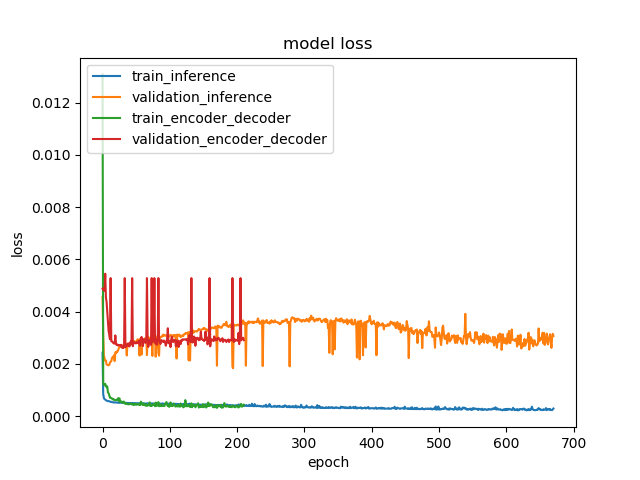 model loss
train_inference
validation_inference
train_encoder_decoder
validation_encoder_decoder
0.012
0.010
0.008
0.006
0.004
0.002
0.000
loss
0 100 200 300 400 500 600 700
epoch